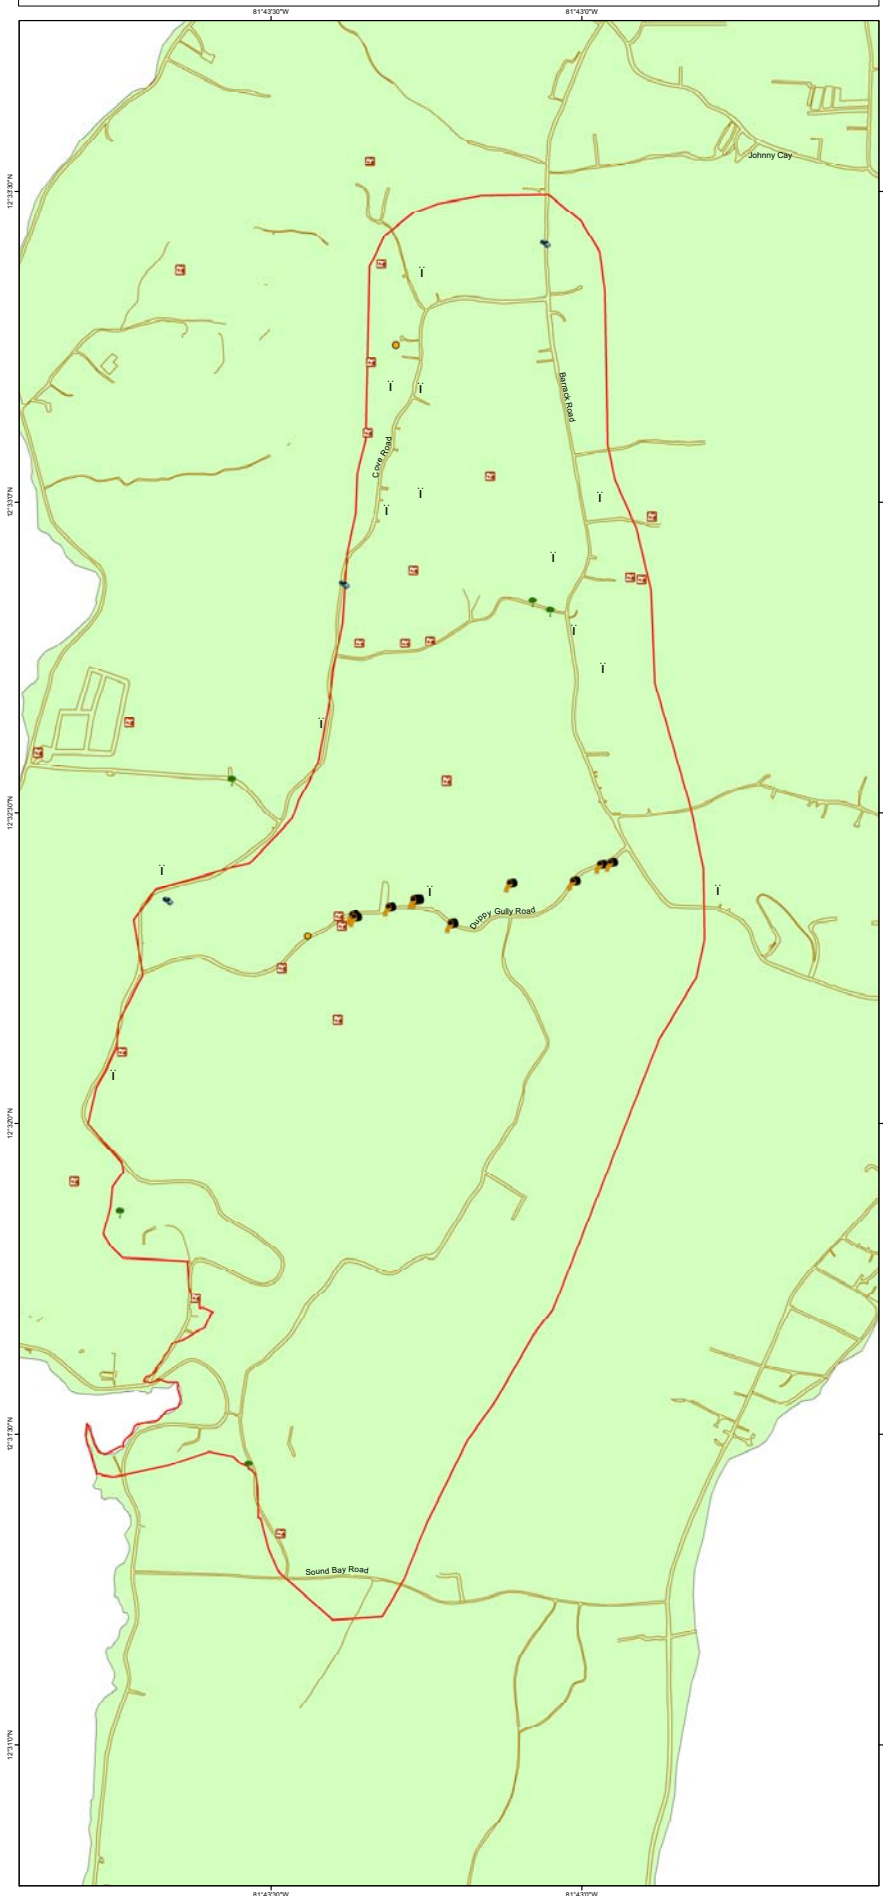 81°43'30"W
81°43'0"W
Johnny Cay
12°33'30"N
Barrack Road
Cove Road
12°33'0"N
12°32'30"N
Duppy Gully Road
12°32'0"N
12°31'30"N
Sound Bay Road
12°31'0"N
81°43'30"W
81°43'0"W